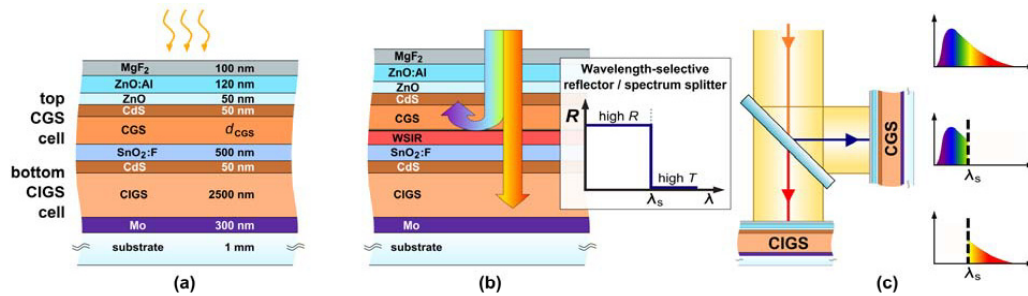 MgF₂ 100 nm
ZnO:Al 120 nm
ZnO 50 nm
CdS 50 nm
CGS d_CGS
SnO₂:F 500 nm
CdS 50 nm
CIGS 2500 nm
Mo 300 nm
substrate 1 mm
top
CGS
cell
bottom
CIGS
cell
(a)
MgF₂
ZnO:Al
ZnO
CdS
CGS
WSIR
SnO₂:F
CdS
CIGS
Mo
substrate
(b)
Wavelength-selective
reflector / spectrum splitter
R
high R
high T
λₛ
λ
CGS
CIGS
(c)
λₛ
λₛ